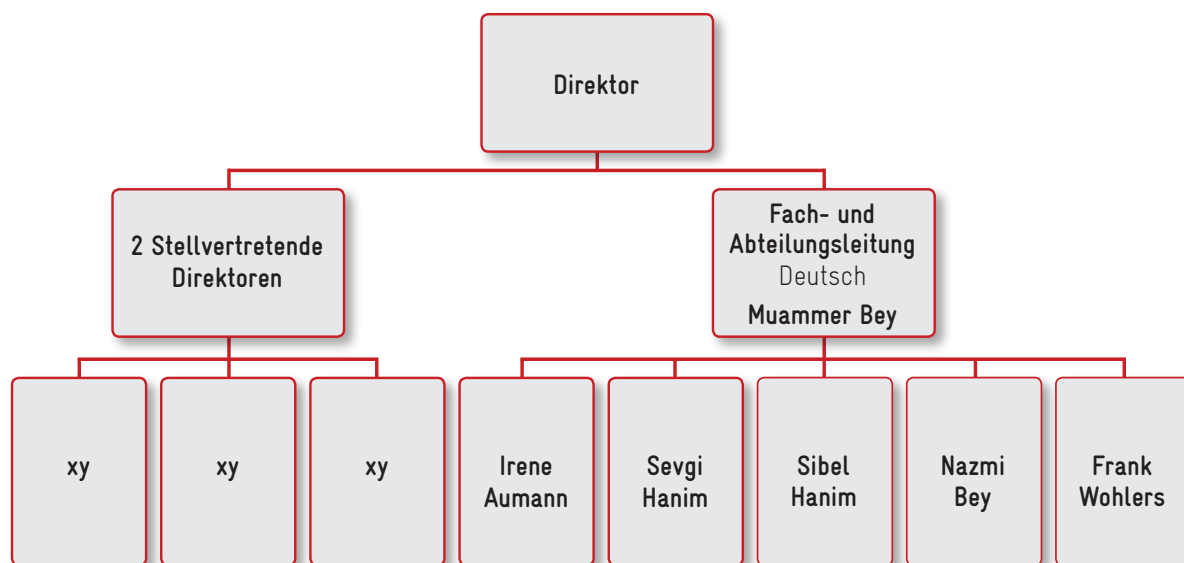 Direktor
2 Stellvertretende
Direktoren
Fach- und
Abteilungsleitung
Deutsch
Muammer Bey
xy
xy
xy
Irene
Aumann
Sevgi
Hanim
Sibel
Hanim
Nazmi
Bey
Frank
Wohlers